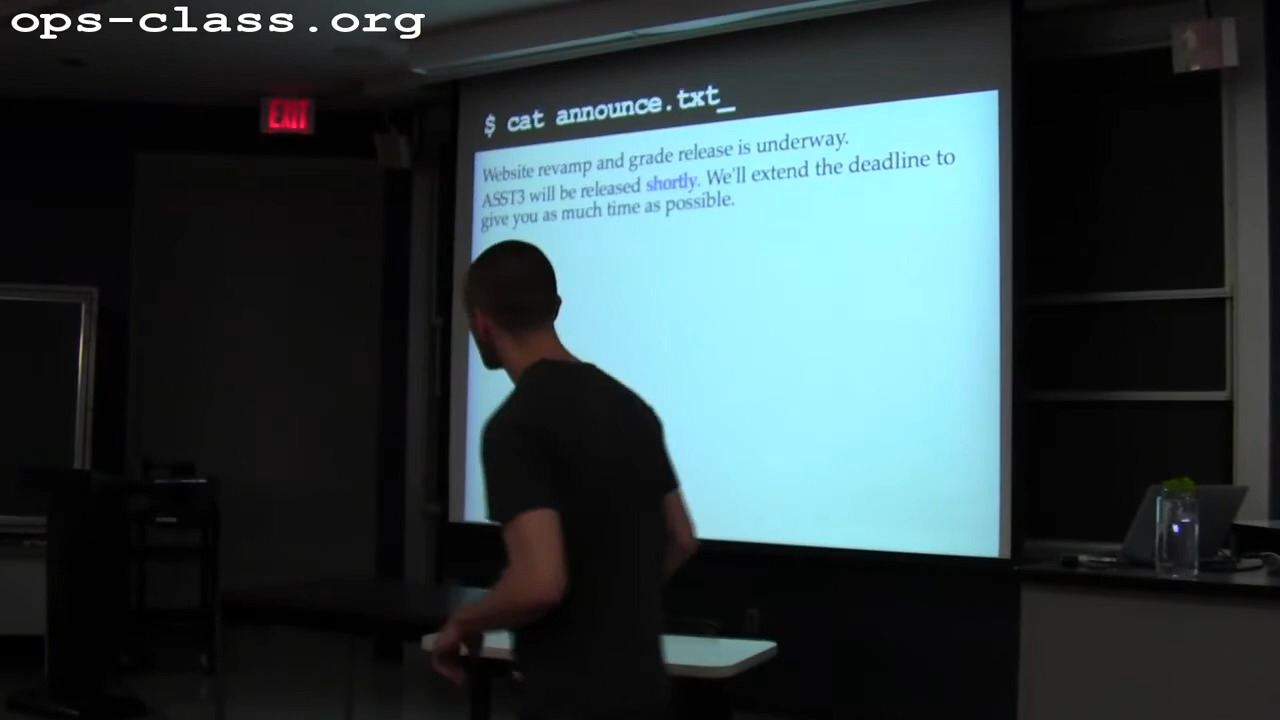 ops-class.org
EXIT
$ cat announce.txt_
Website revamp and grade release is underway.
ASST3 will be released shortly. We'll extend the deadline to
give you as much time as possible.